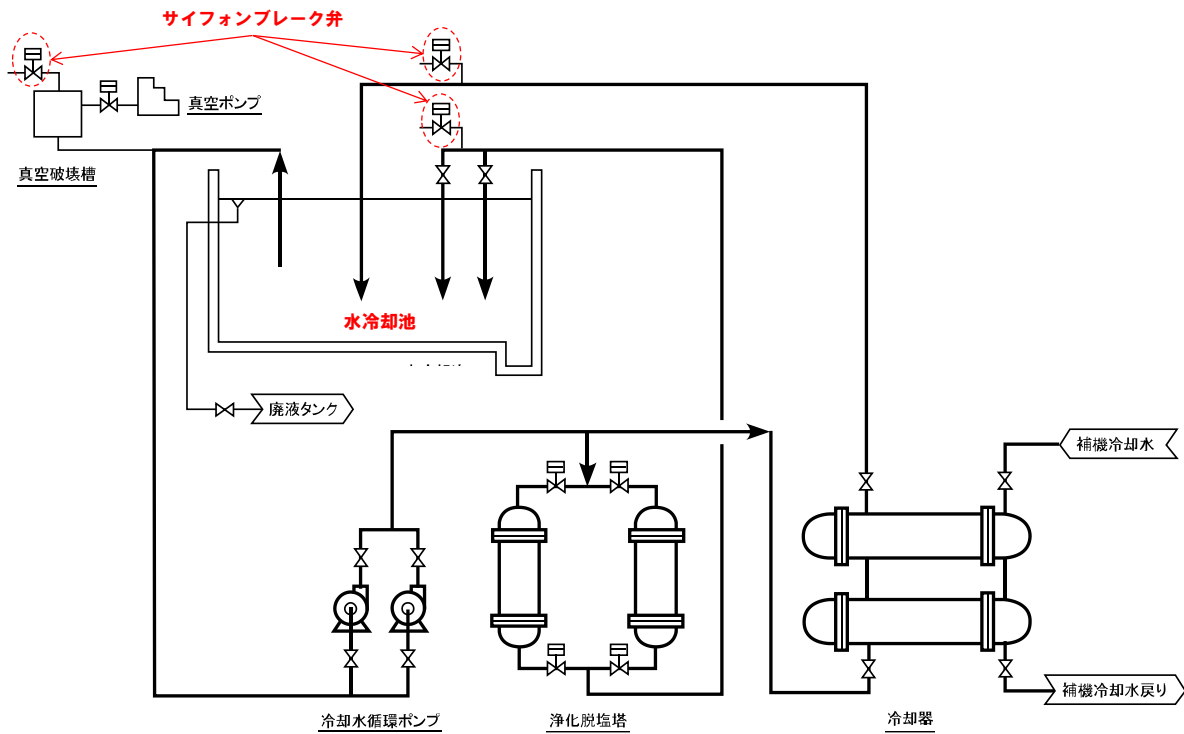 サイフォンブレーク弁
真空ポンプ
真空破壊槽
水冷却池
廃液タンク
補機冷却水
補機冷却水戻り
冷却水循環ポンプ
浄化脱塩塔
冷却器